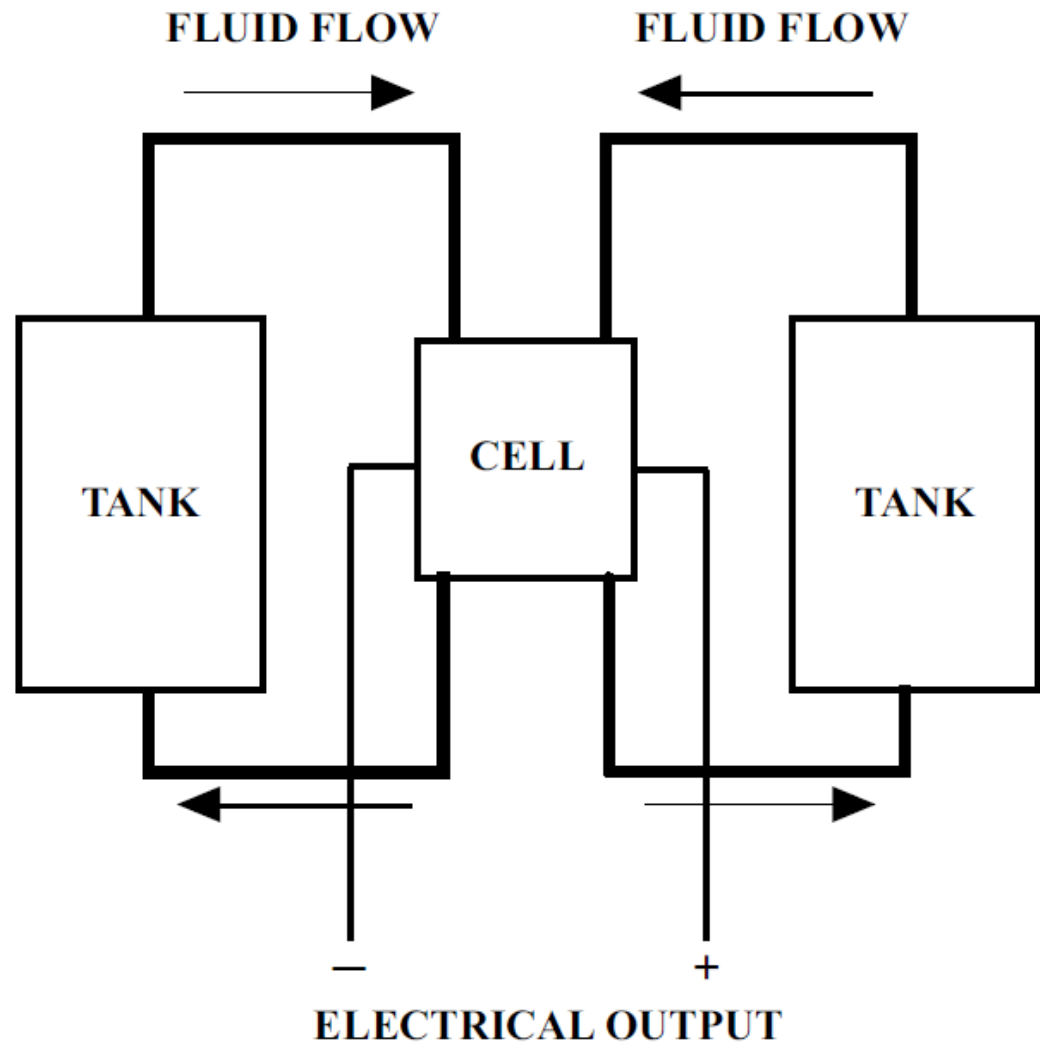 FLUID FLOW
FLUID FLOW
CELL
TANK
TANK
— +
ELECTRICAL OUTPUT